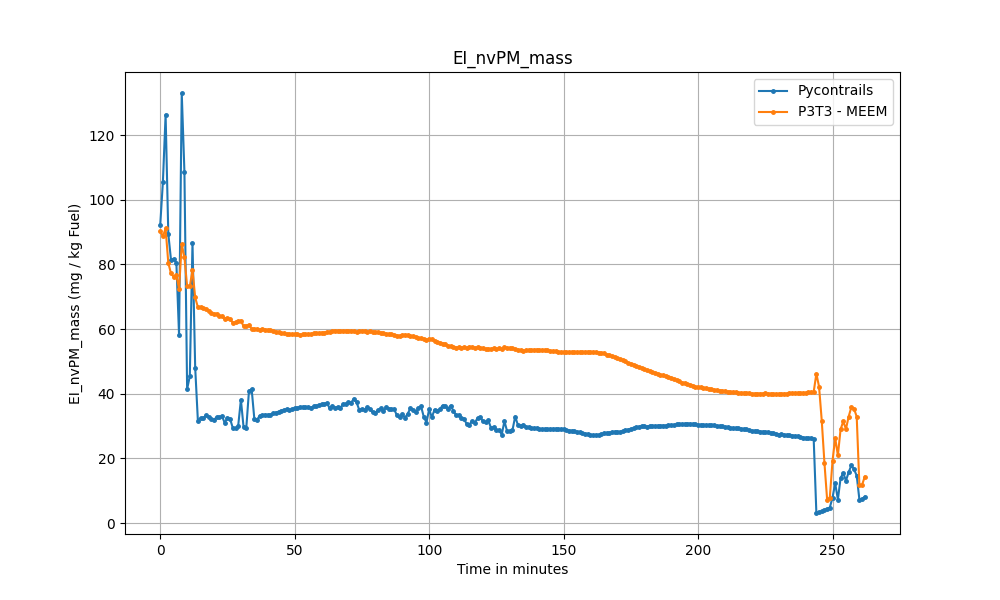 EI_nvPM_mass
Pycontrails
P3T3 - MEEM
EI_nvPM_mass (mg / kg Fuel)
120
100
80
60
40
20
0
0 50 100 150 200 250
Time in minutes